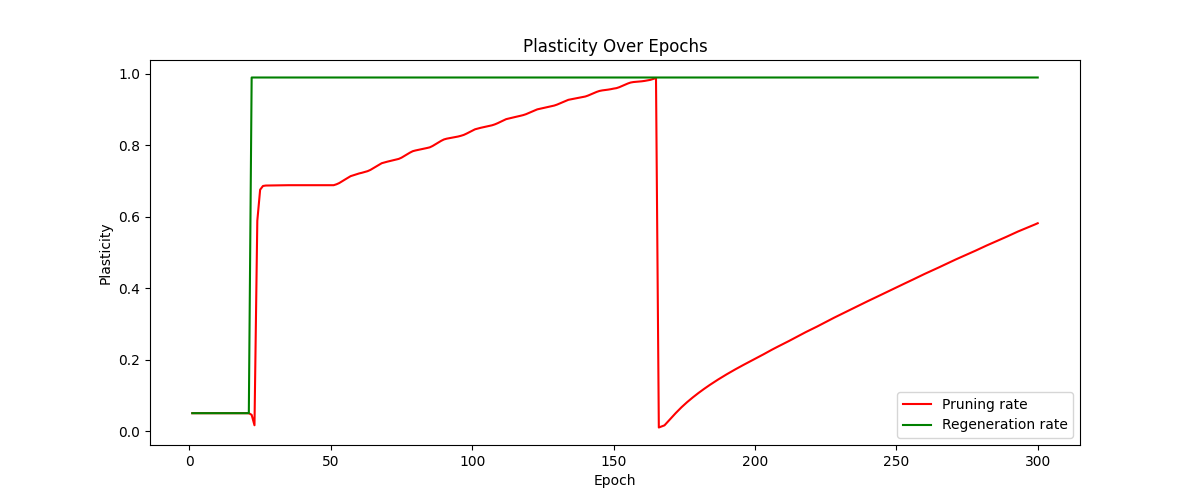 Plasticity Over Epochs
Plasticity
1.0
0.8
0.6
0.4
0.2
0.0
0
50
100
150
200
250
300
Epoch
Pruning rate
Regeneration rate